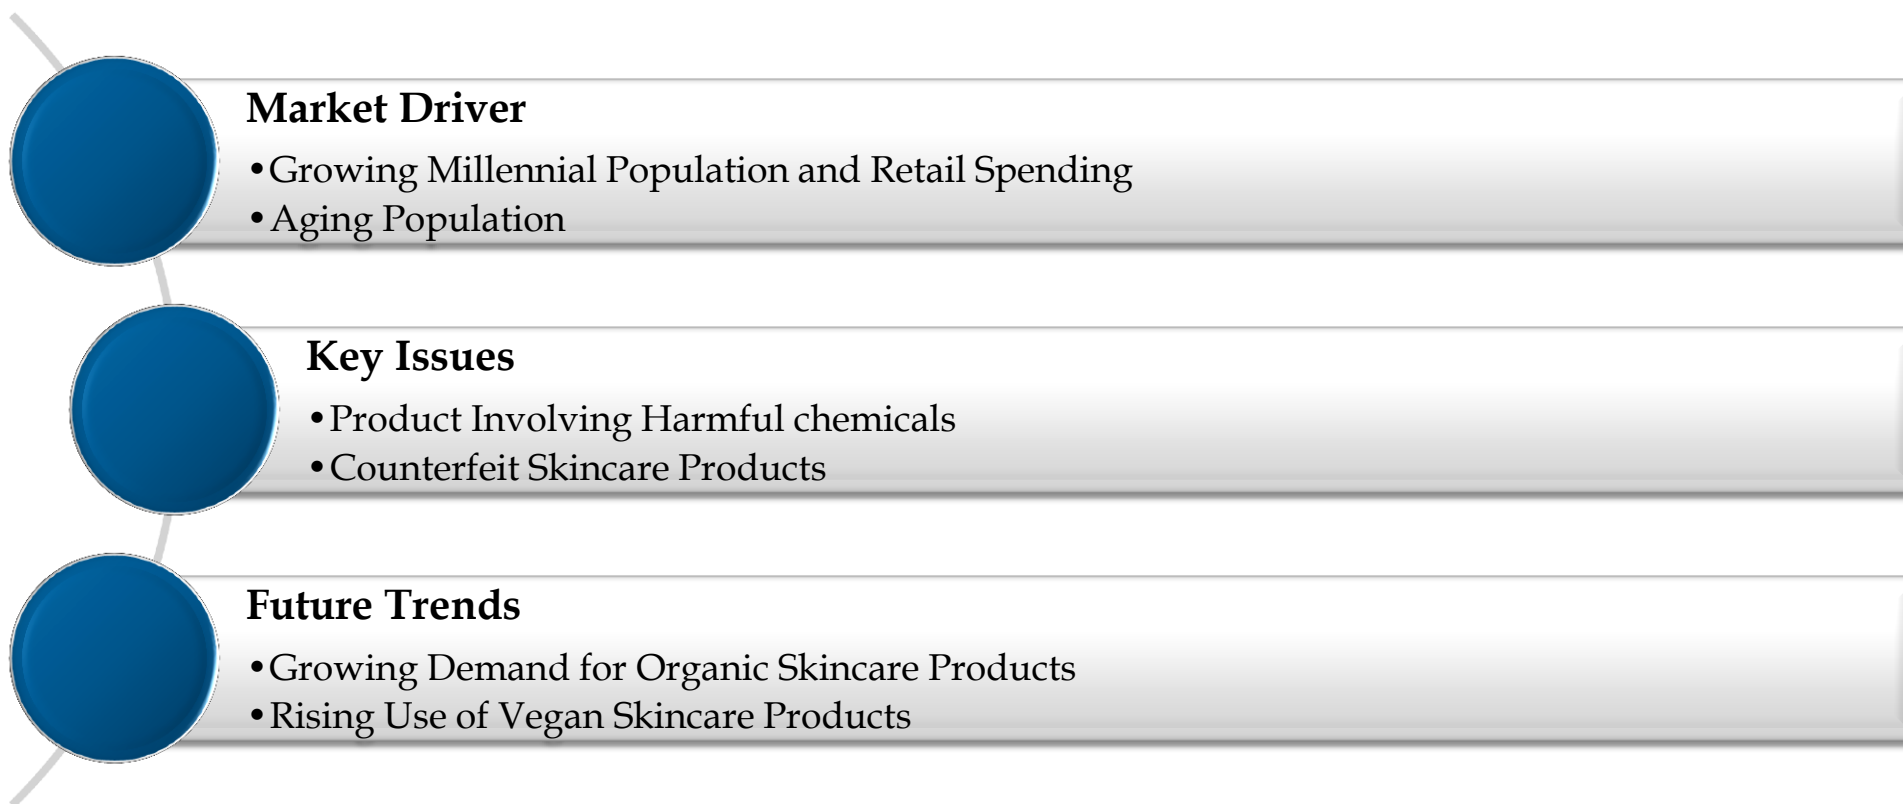 Market Driver
•Growing Millennial Population and Retail Spending
•Aging Population
Key Issues
•Product Involving Harmful chemicals
•Counterfeit Skincare Products
Future Trends
•Growing Demand for Organic Skincare Products
•Rising Use of Vegan Skincare Products